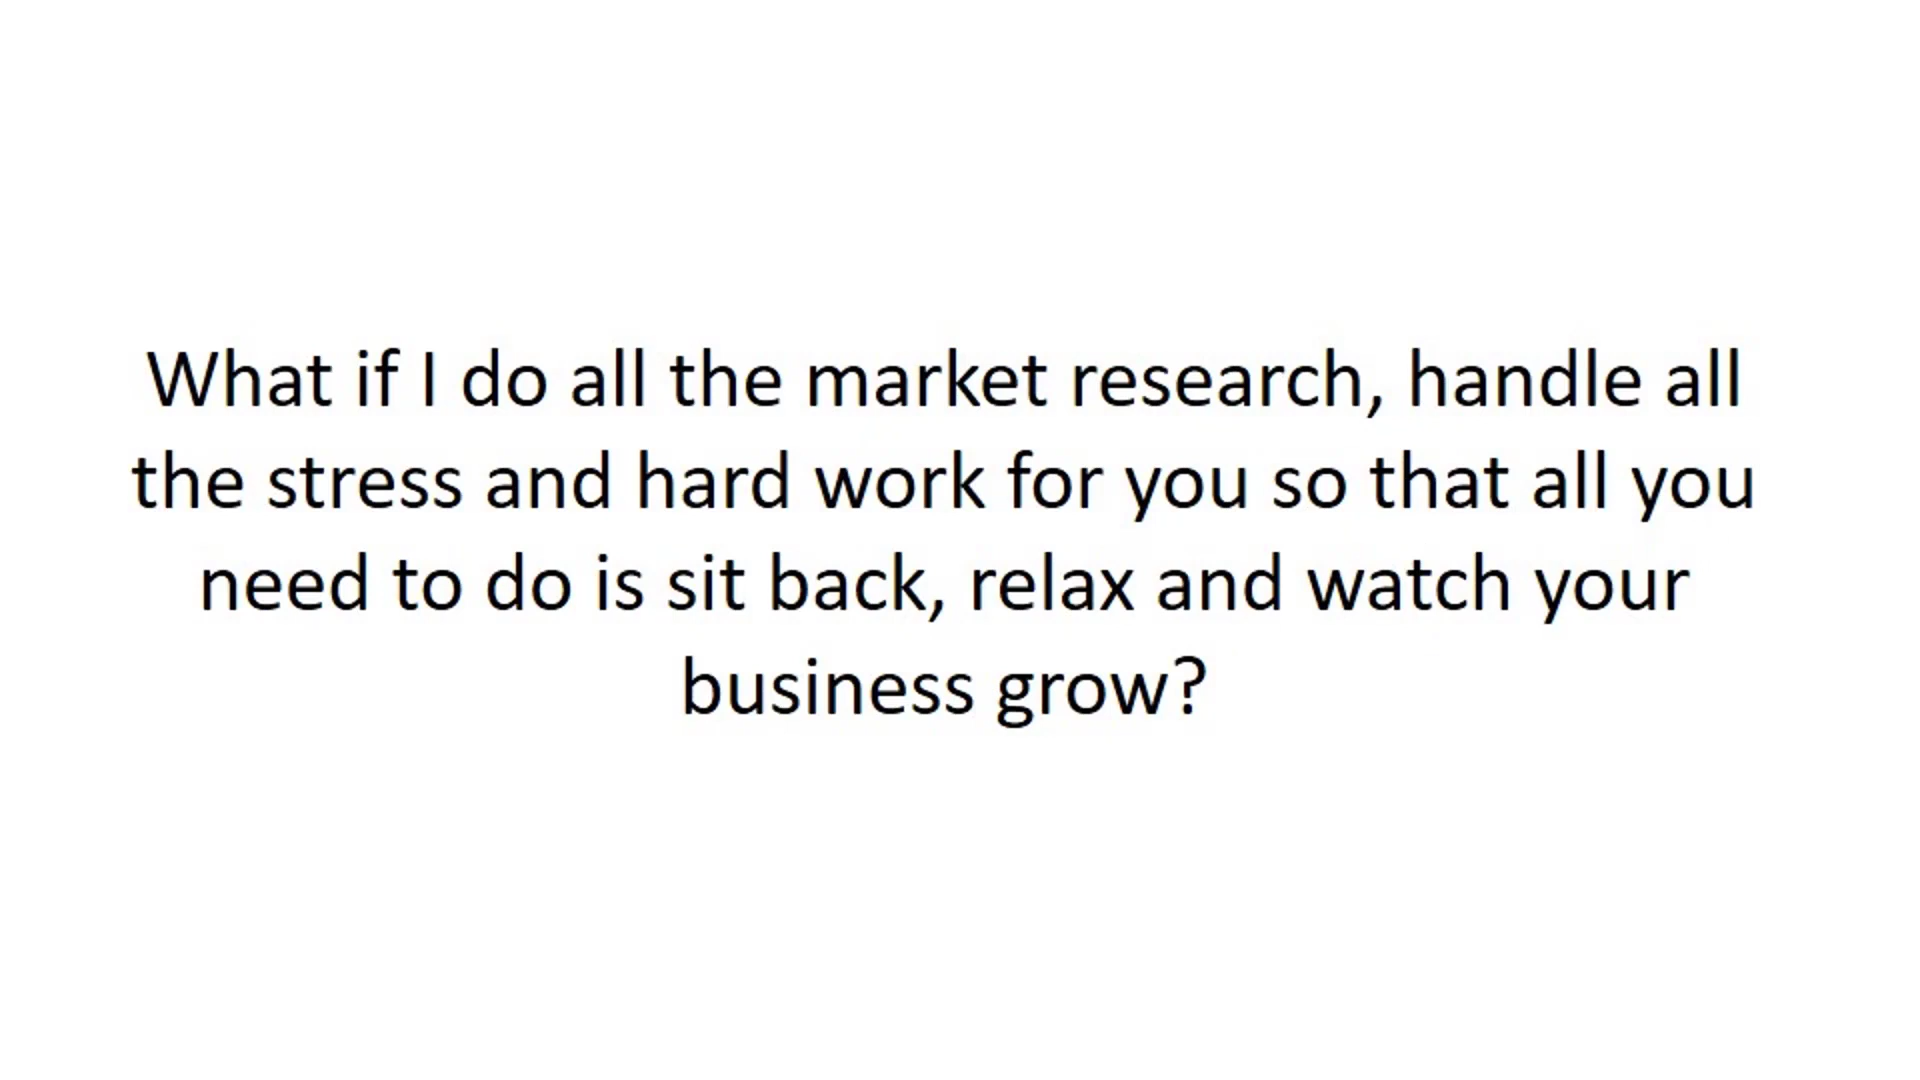 What if I do all the market research, handle all
the stress and hard work for you so that all you
need to do is sit back, relax and watch your
business grow?